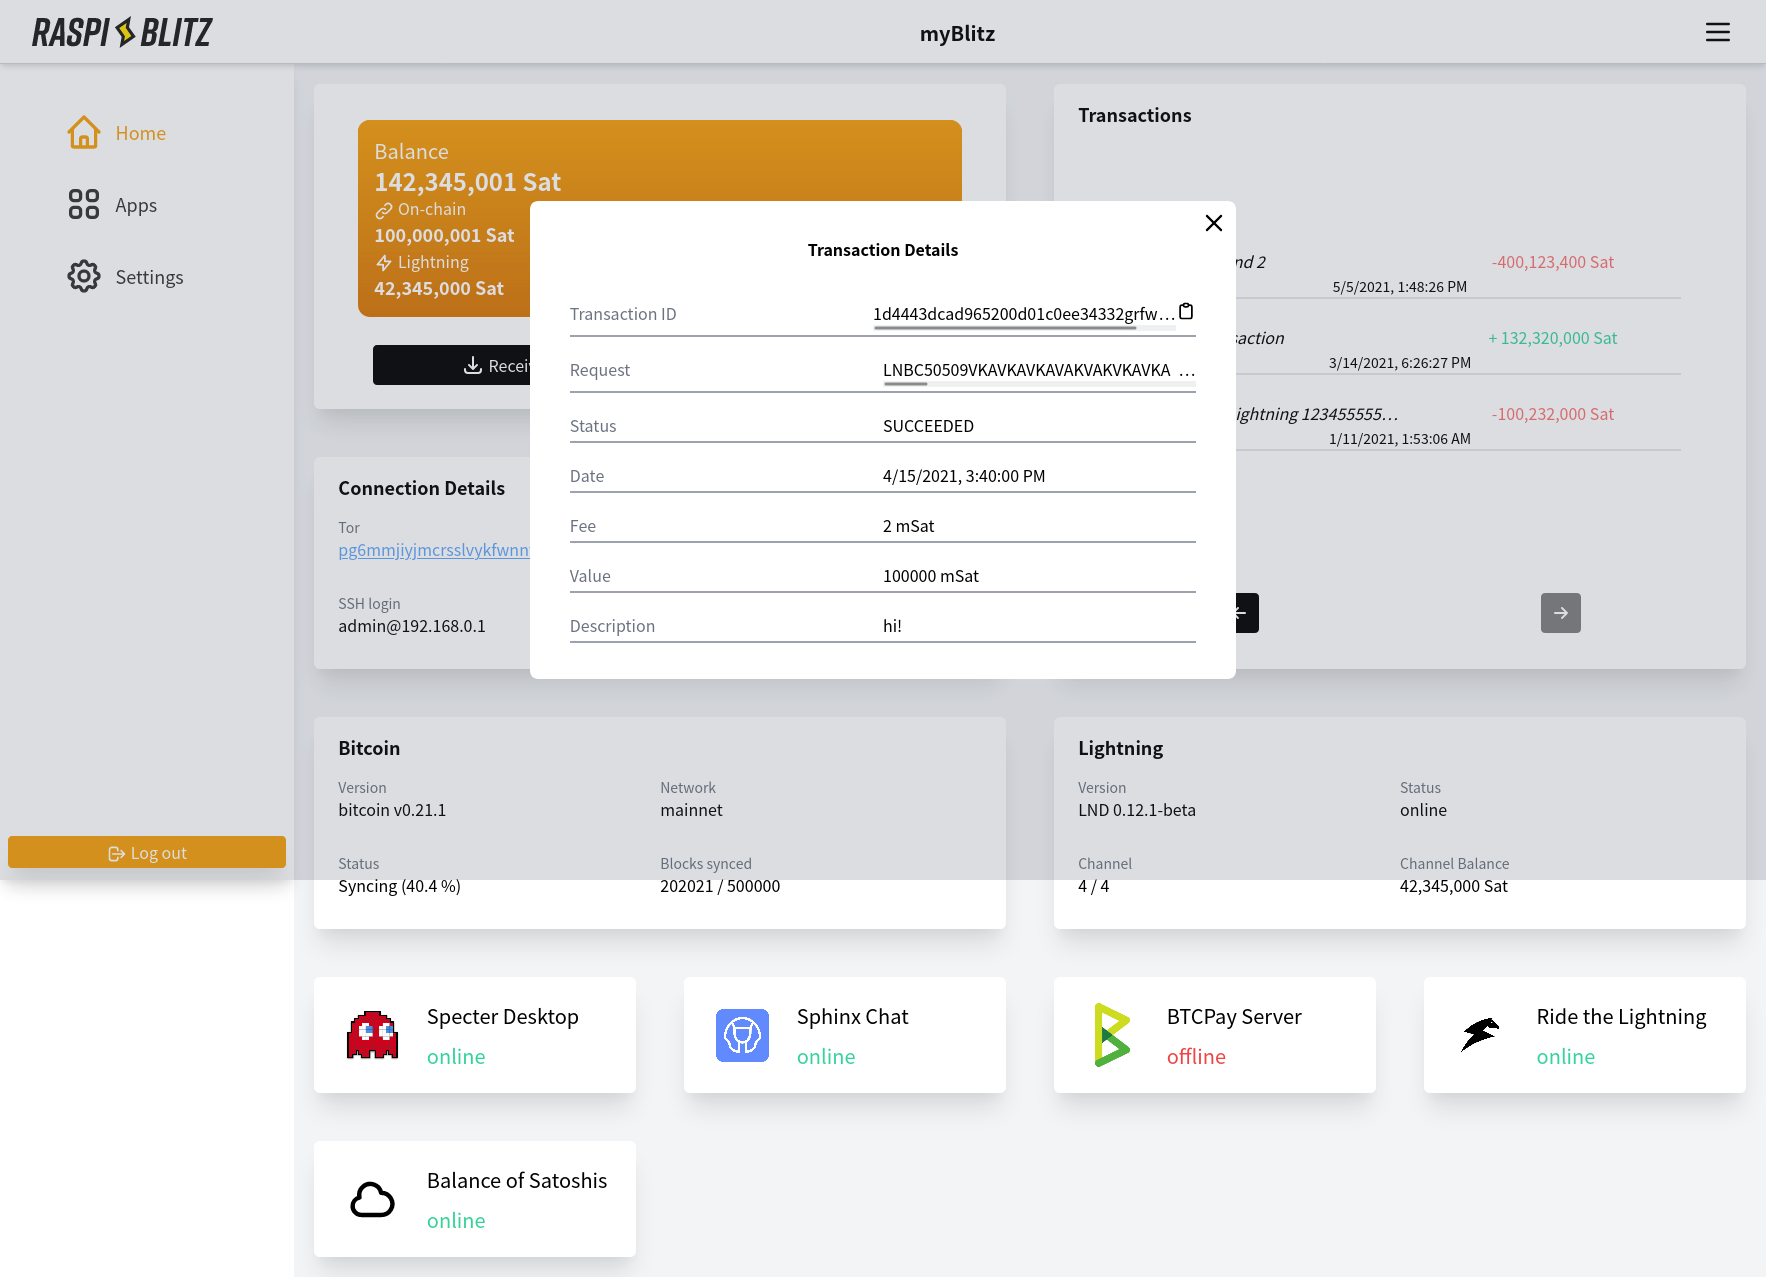 RASPI BLITZ
myBlitz
Home
Apps
Settings
Log out
Balance
142,345,001 Sat
On-chain
100,000,001 Sat
Lightning
42,345,000 Sat
Transactions
-400,123,400 Sat
5/5/2021, 1:48:26 PM
+ 132,320,000 Sat
3/14/2021, 6:26:27 PM
ightning 123455555…
-100,232,000 Sat
1/11/2021, 1:53:06 AM
Connection Details
Tor
pg6mmjiyjmcrsslvykfwnn
SSH login
admin@192.168.0.1
Transaction Details
Transaction ID
1d4443dcad965200d01c0ee34332grfw…
Request
LNBC50509VKAVKAVKAVAKVAKVKAVKA …
Status
SUCCEEDED
Date
4/15/2021, 3:40:00 PM
Fee
2 mSat
Value
100000 mSat
Description
hi!
Bitcoin
Version
bitcoin v0.21.1
Network
mainnet
Status
Syncing (40.4 %)
Blocks synced
202021 / 500000
Lightning
Version
LND 0.12.1-beta
Status
online
Channel
4 / 4
Channel Balance
42,345,000 Sat
Specter Desktop
online
Sphinx Chat
online
BTCPay Server
offline
Ride the Lightning
online
Balance of Satoshis
online